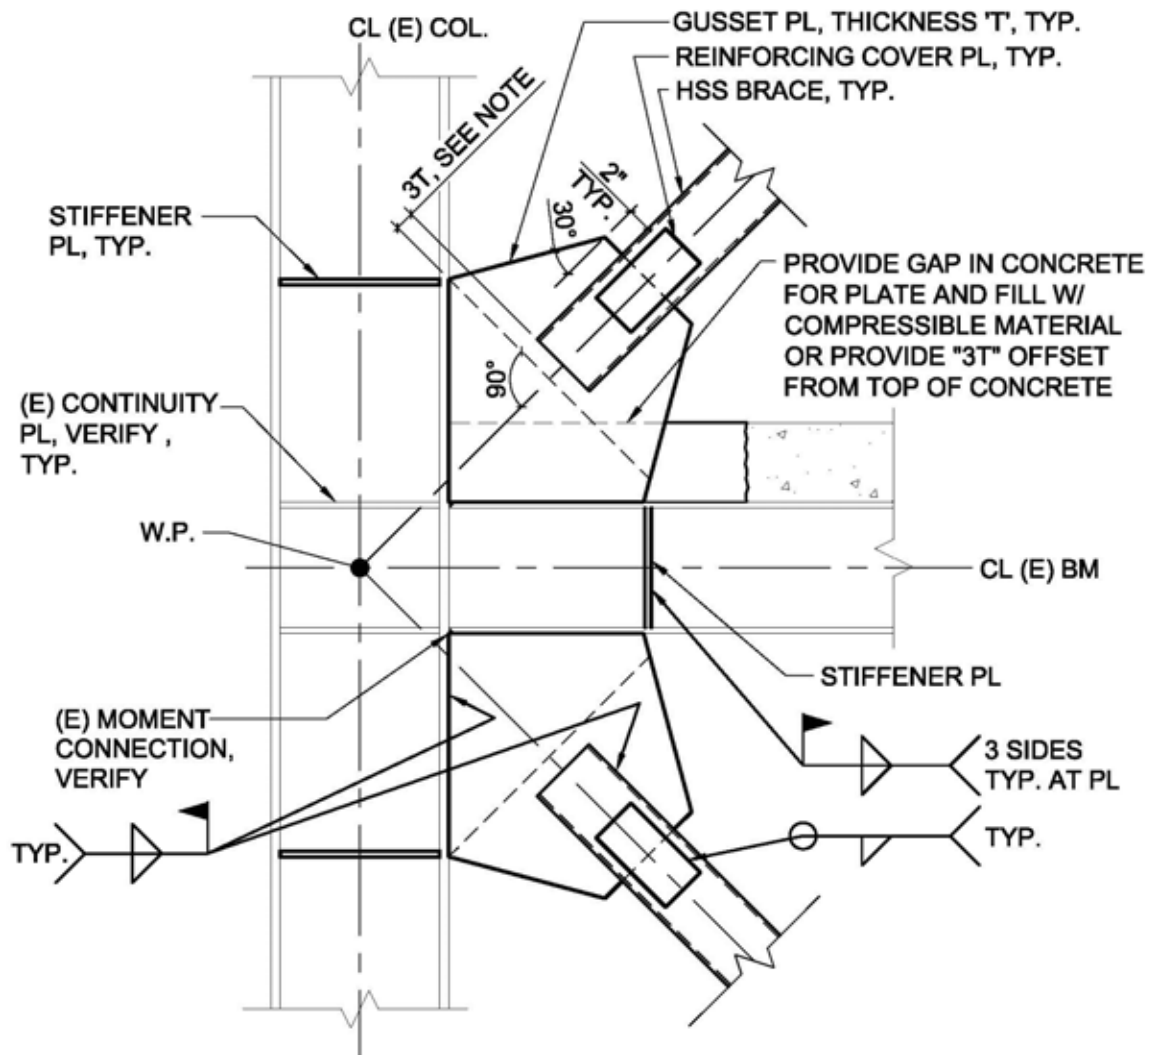 CL (E) COL.
GUSSET PL, THICKNESS 'T', TYP.
REINFORCING COVER PL, TYP.
HSS BRACE, TYP.
3T, SEE NOTE
2"
TYP.
30°
STIFFENER
PL, TYP.
PROVIDE GAP IN CONCRETE
FOR PLATE AND FILL W/
COMPRESSIBLE MATERIAL
OR PROVIDE "3T" OFFSET
FROM TOP OF CONCRETE
90°
(E) CONTINUITY
PL, VERIFY ,
TYP.
W.P.
CL (E) BM
STIFFENER PL
(E) MOMENT
CONNECTION,
VERIFY
3 SIDES
TYP. AT PL
TYP.
TYP.